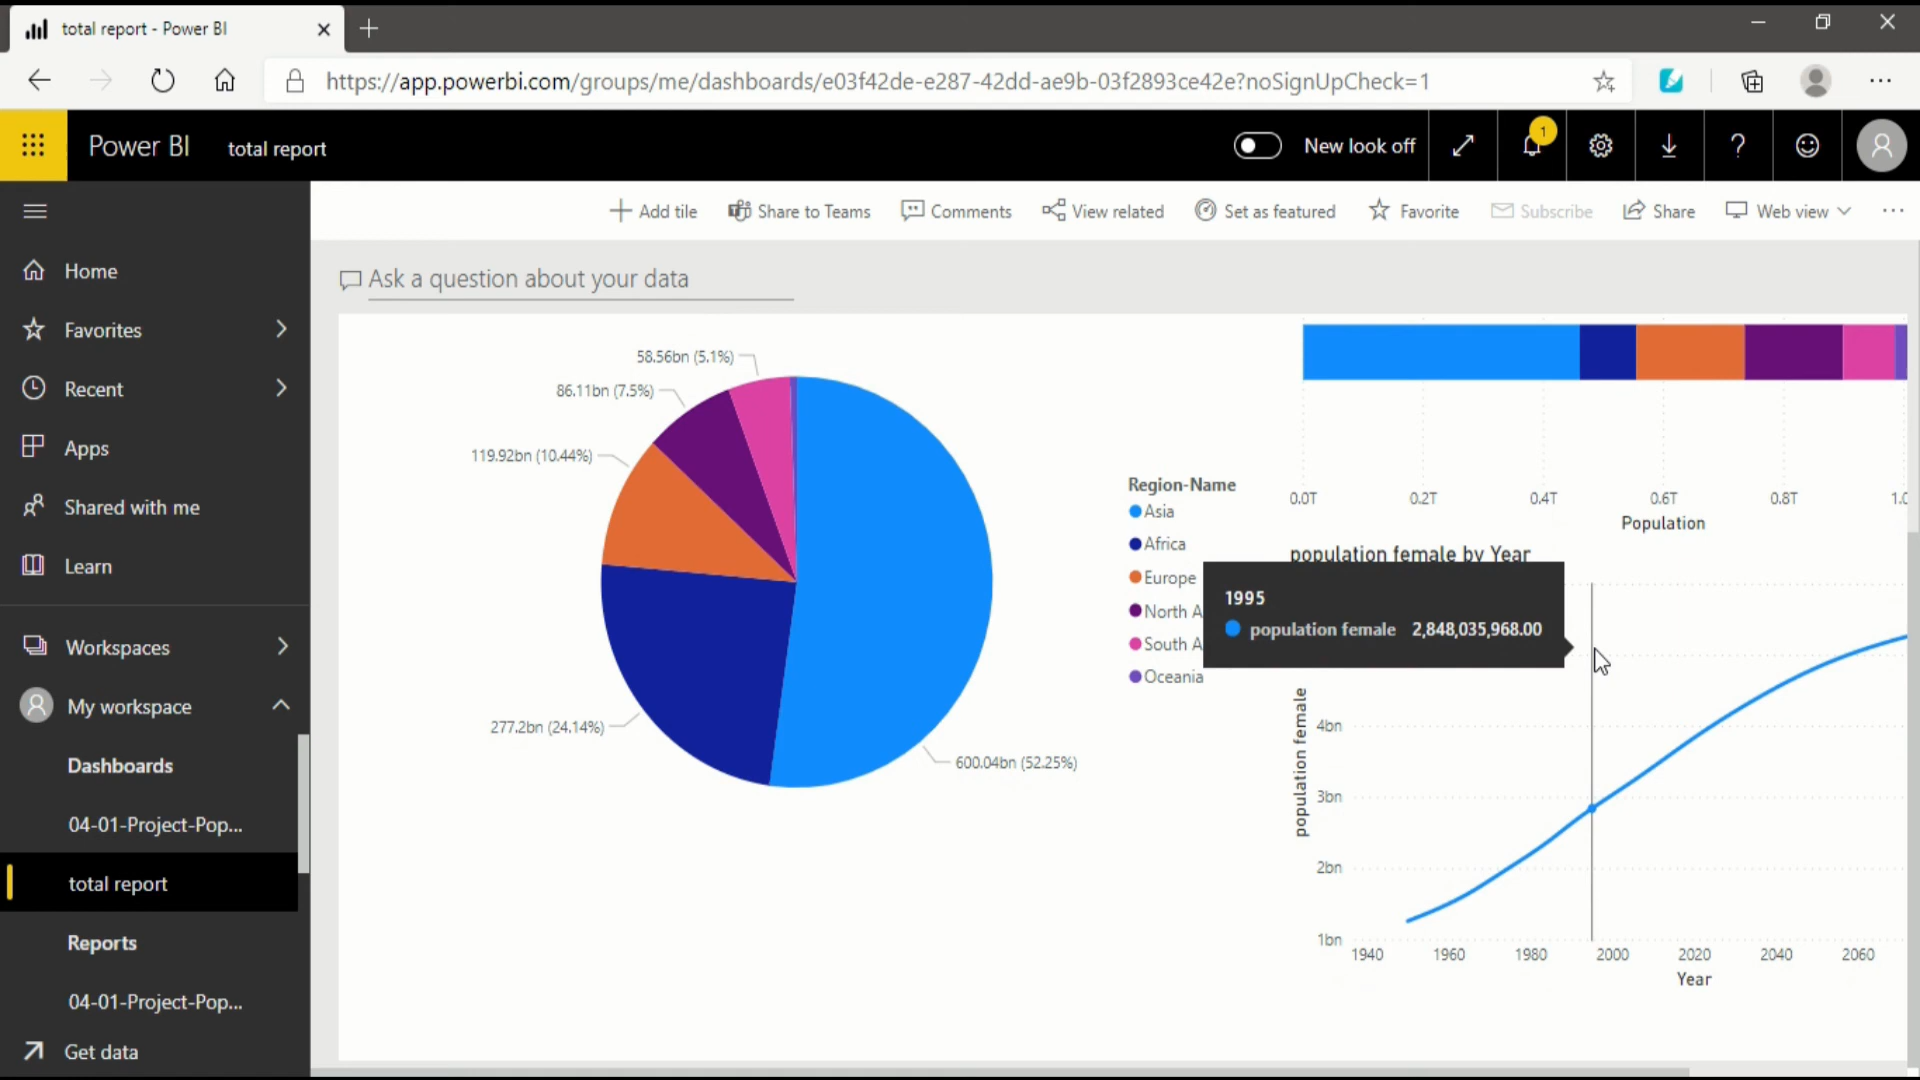 total report - Power BI
https://app.powerbi.com/groups/me/dashboards/e03f42de-e287-42dd-ae9b-03f2893ce42e?noSignUpCheck=1
Power BI total report New look off 1
Add tile Share to Teams Comments View related Set as featured Favorite Subscribe Share Web view
Ask a question about your data
Home
Favorites
Recent
Apps
Shared with me
Learn
Workspaces
My workspace
Dashboards
04-01-Project-Pop...
total report
Reports
04-01-Project-Pop...
Get data
58.56bn (5.1%)
86.11bn (7.5%)
119.92bn (10.44%)
277.2bn (24.14%)
600.04bn (52.25%)
Region-Name
Asia
Africa
Europe
North A
South A
Oceania
0.0T 0.2T 0.4T 0.6T 0.8T
Population
population female by Year
1995
population female 2,848,035,968.00
population female
4bn
3bn
2bn
1bn
1940 1960 1980 2000 2020 2040 2060
Year